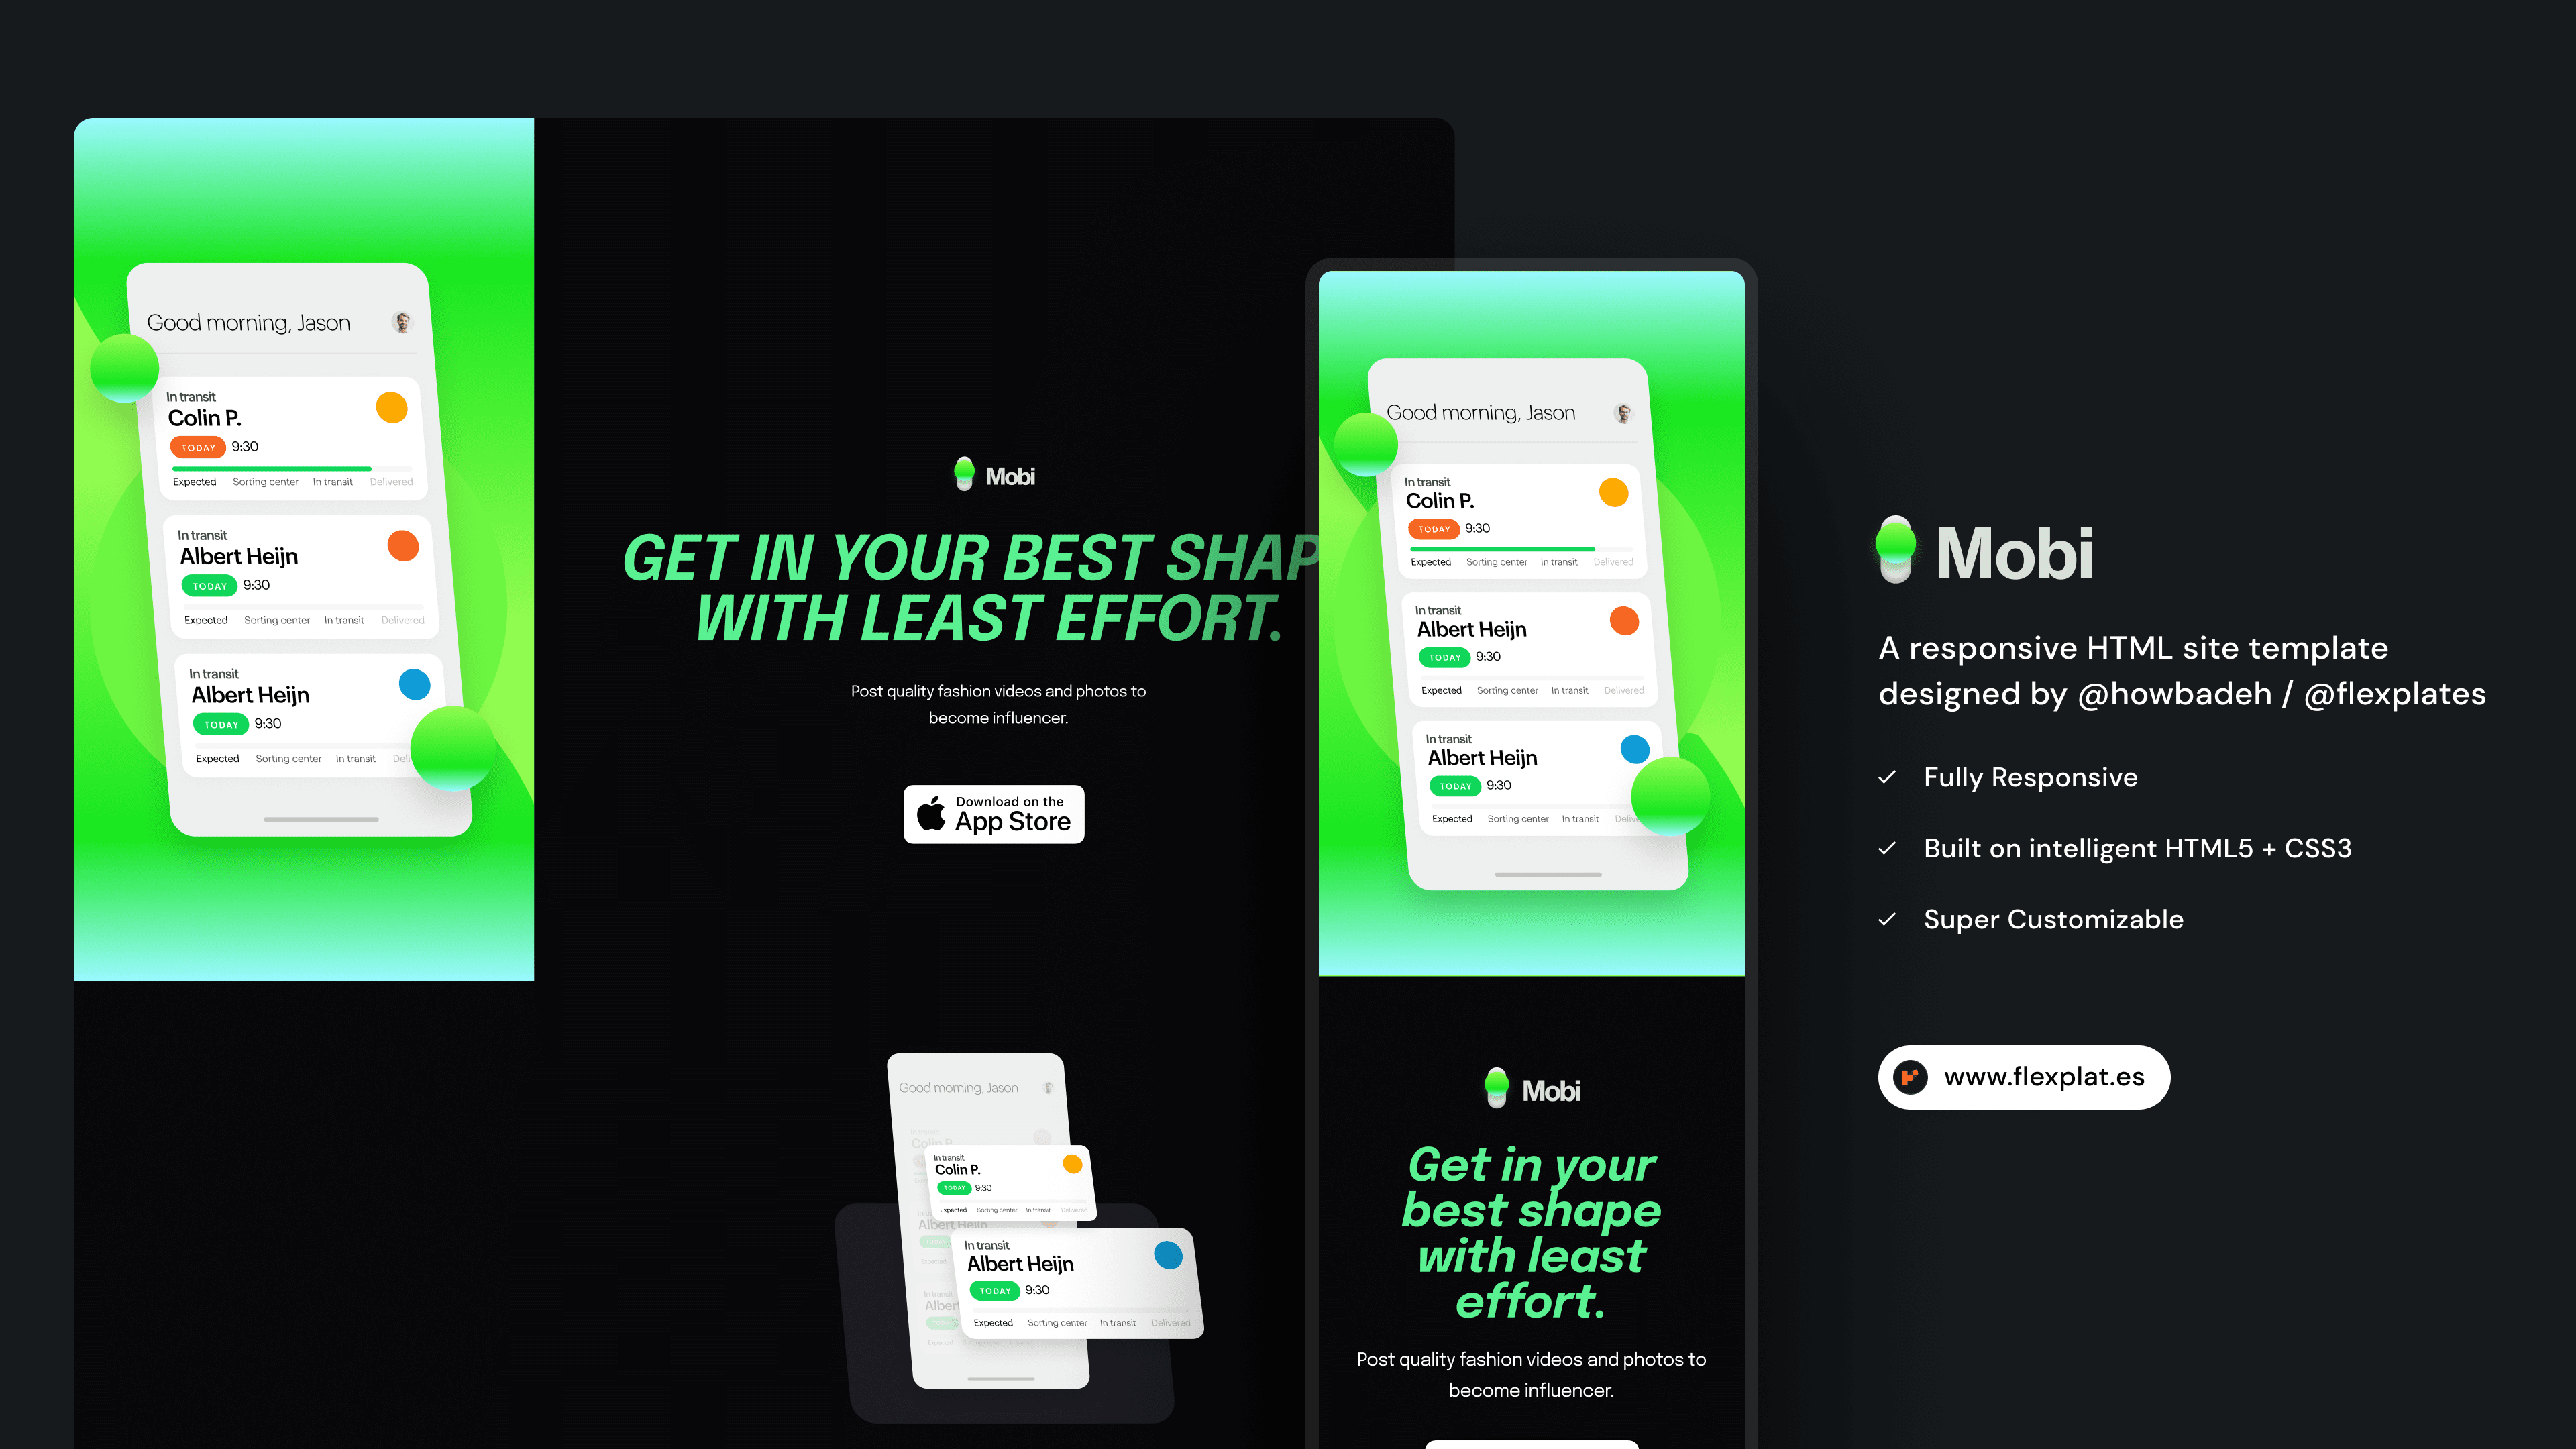 Good morning, Jason
In transit
Colin P.
TODAY 9:30
Expected Sorting center In transit Delivered
In transit
Albert Heijn
TODAY 9:30
Expected Sorting center In transit Delivered
In transit
Albert Heijn
TODAY 9:30
Expected Sorting center In transit
Mobi
GET IN YOUR BEST SHAP
WITH LEAST EFFORT.
Post quality fashion videos and photos to
become influencer.
Download on the
App Store
Good morning, Jason
In transit
Colin P.
TODAY 9:30
Expected Sorting center In transit Delivered
In transit
Albert Heijn
TODAY 9:30
Expected Sorting center In transit Delivered
Good morning, Jason
In transit
Colin P.
TODAY 9:30
Expected Sorting center In transit Delivered
In transit
Albert Heijn
TODAY 9:30
Expected Sorting center In transit Delivered
In transit
Albert Heijn
TODAY 9:30
Expected Sorting center In transit
Mobi
Get in your
best shape
with least
effort.
Post quality fashion videos and photos to
become influencer.
Mobi
A responsive HTML site template
designed by @howbadeh / @flexplates
Fully Responsive
Built on intelligent HTML5 + CSS3
Super Customizable
www.flexplat.es